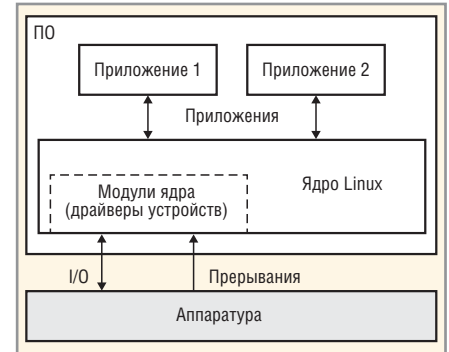 ПО
Приложение 1
Приложение 2
Приложения
Модули ядра
(драйверы устройств)
Ядро Linux
I/O
Прерывания
Аппаратура